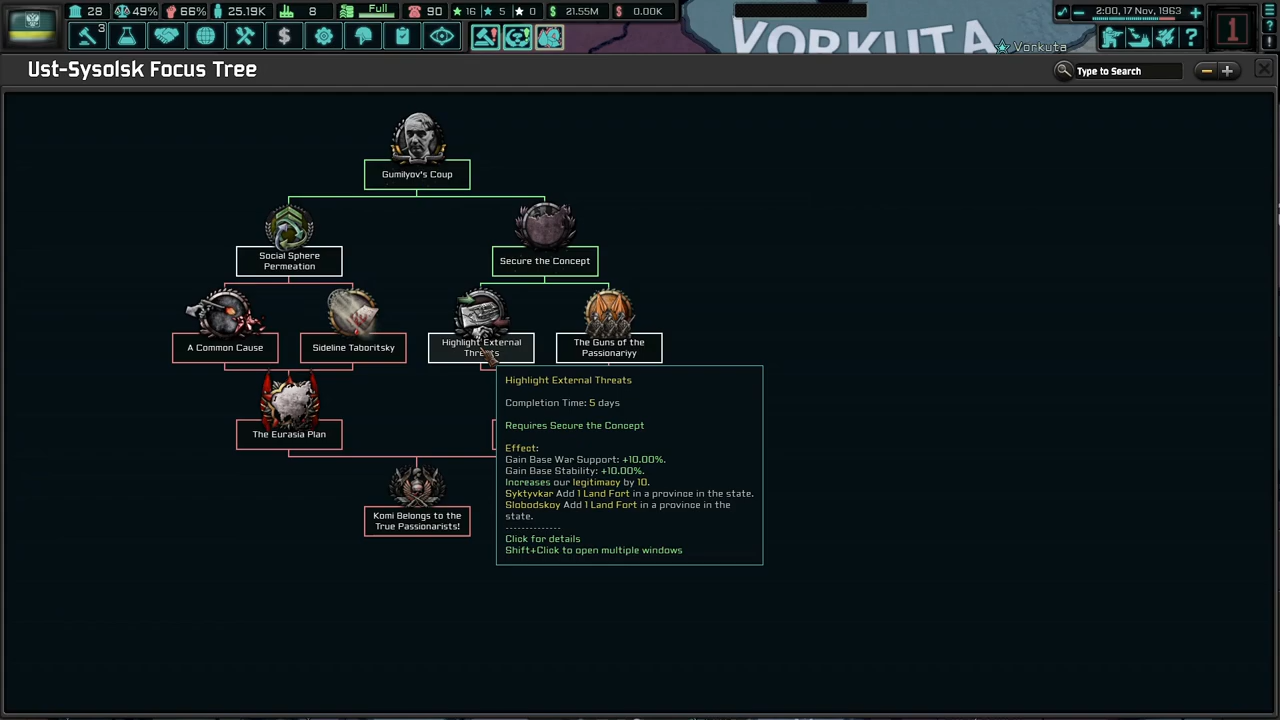 28 49% 66% 25.19K 8 Full 90 16 5 0 21.55M 0.00K
2:00, 17 Nov, 1963
3
1
VORKUTA
Vorkuta
Ust-Sysolsk Focus Tree
Type to Search
Gumilyov's Coup
Social Sphere
Permeation
Secure the Concept
A Common Cause
Sideline Taboritsky
Highlight External
Threats
The Guns of the
Passionariyy
Highlight External Threats
Completion Time: 5 days
Requires Secure the Concept
Effect:
Gain Base War Support: +10.00%.
Gain Base Stability: +10.00%.
Increases our legitimacy by 10.
Syktyvkar Add 1 Land Fort in a province in the state.
Slobodskoy Add 1 Land Fort in a province in the
state.
--------------
Click for details
Shift+Click to open multiple windows
The Eurasia Plan
Komi Belongs to the
True Passionarists!